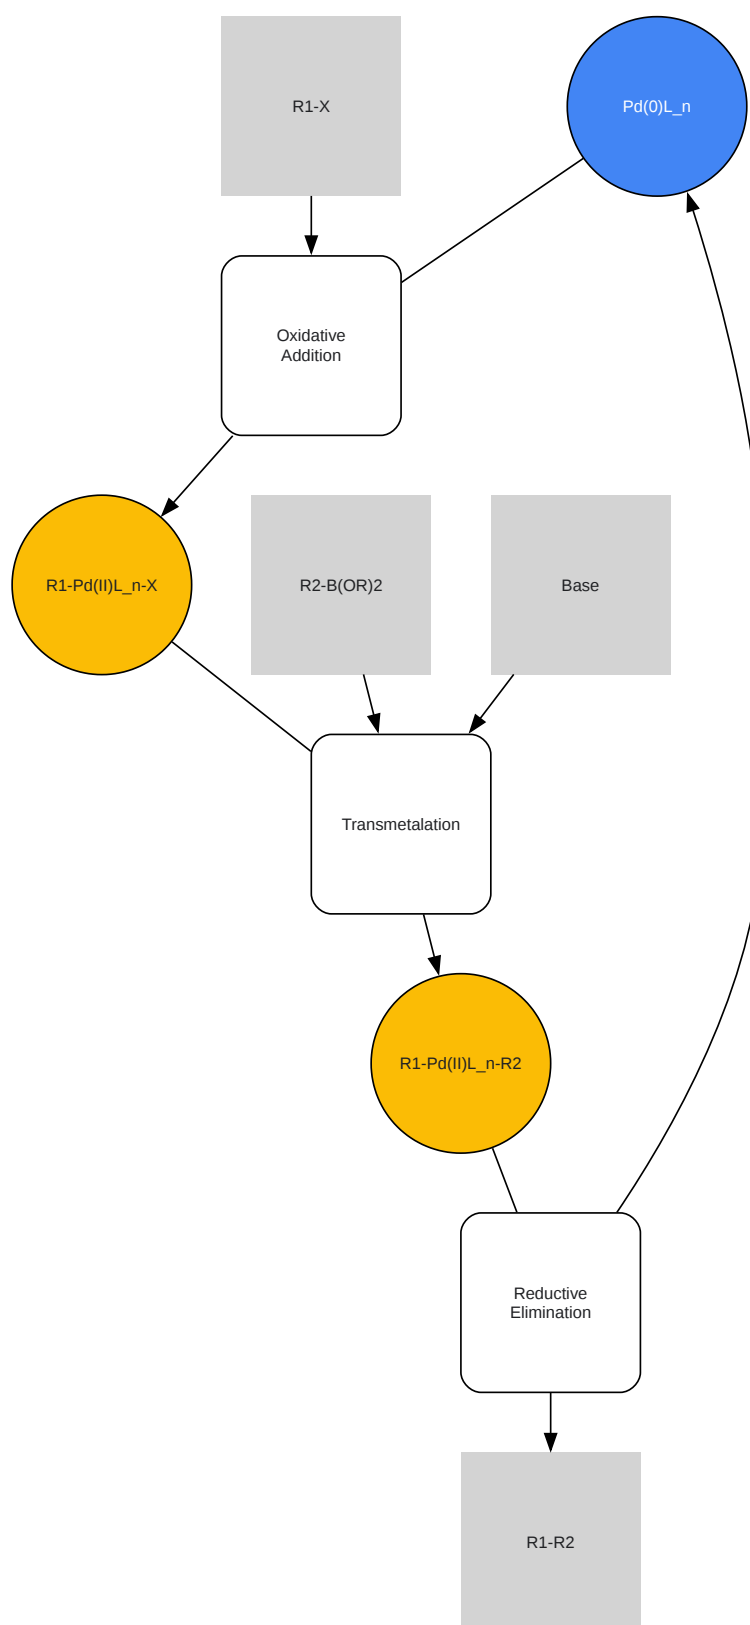 R1-X
Pd(0)L_n
Oxidative
Addition
R1-Pd(II)L_n-X
R2-B(OR)2
Base
Transmetalation
R1-Pd(II)L_n-R2
Reductive
Elimination
R1-R2